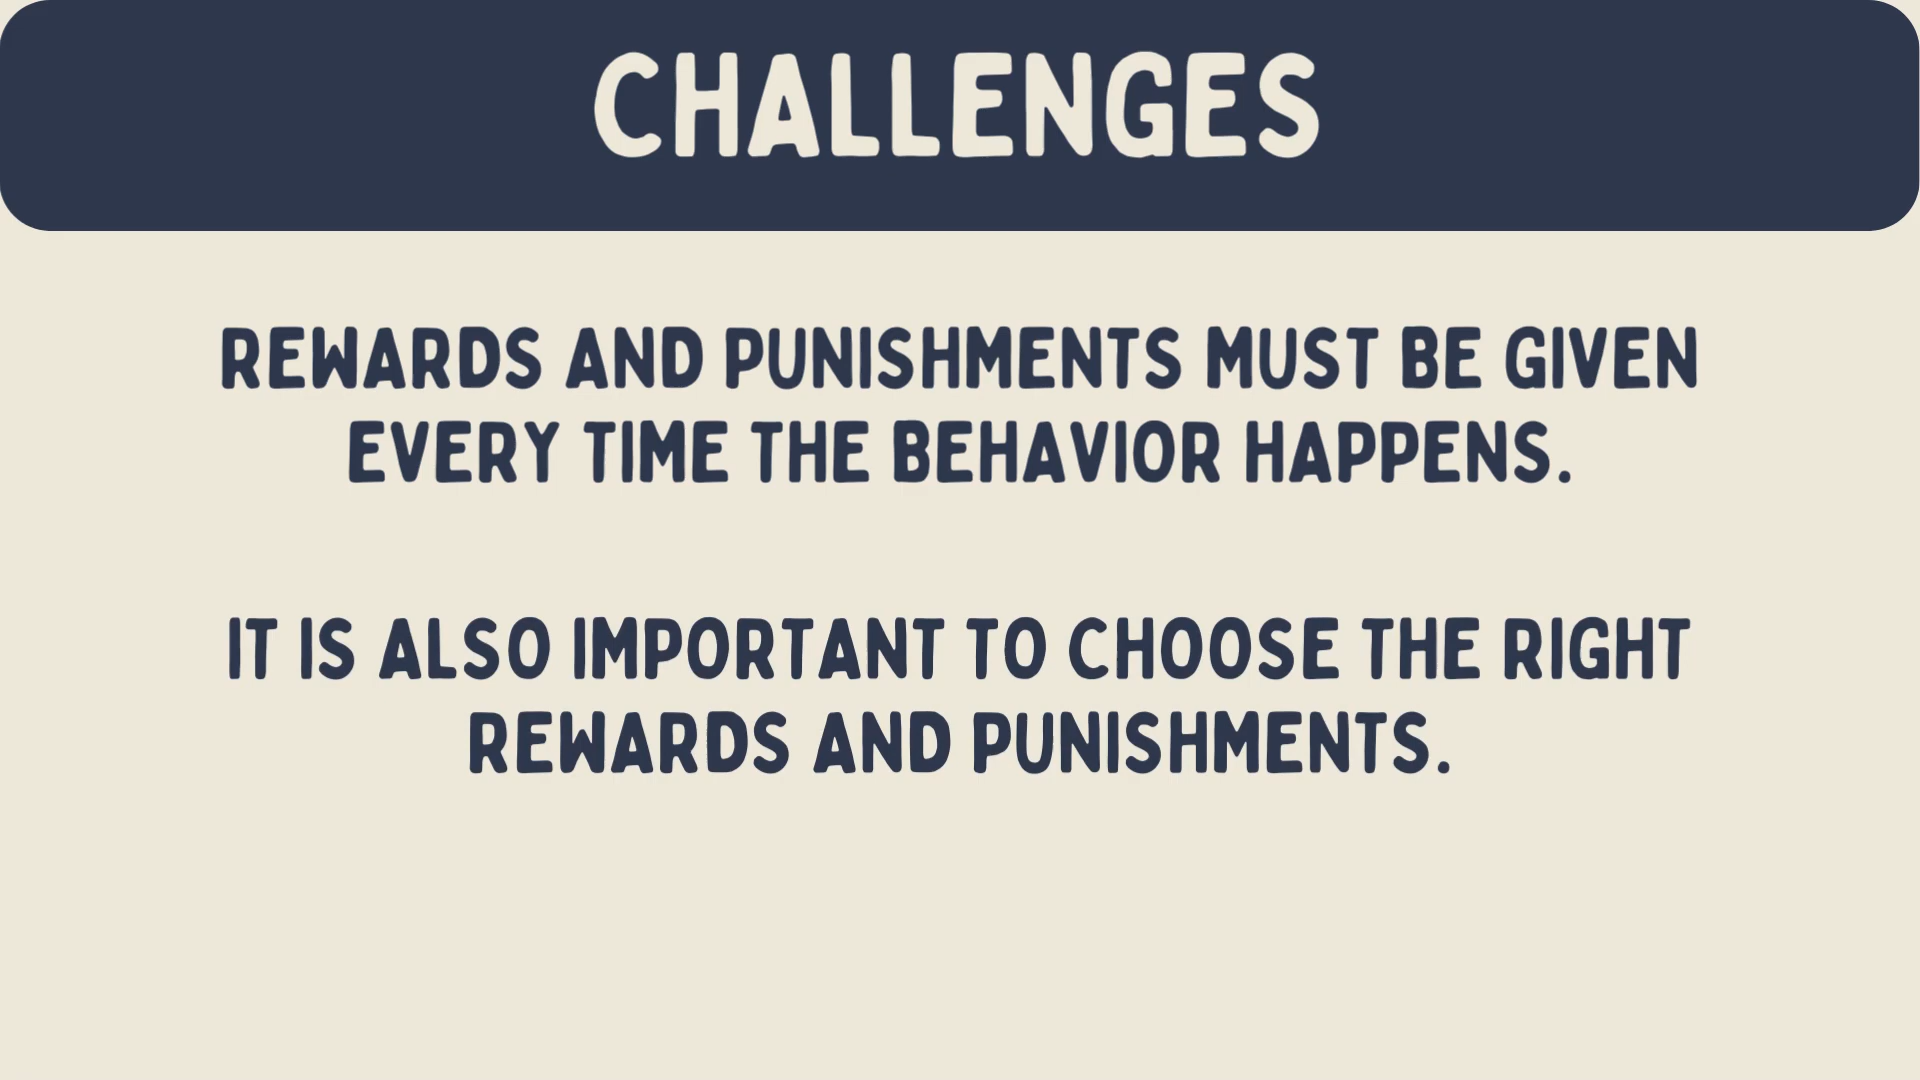 CHALLENGES
REWARDS AND PUNISHMENTS MUST BE GIVEN
EVERY TIME THE BEHAVIOR HAPPENS.
IT IS ALSO IMPORTANT TO CHOOSE THE RIGHT
REWARDS AND PUNISHMENTS.